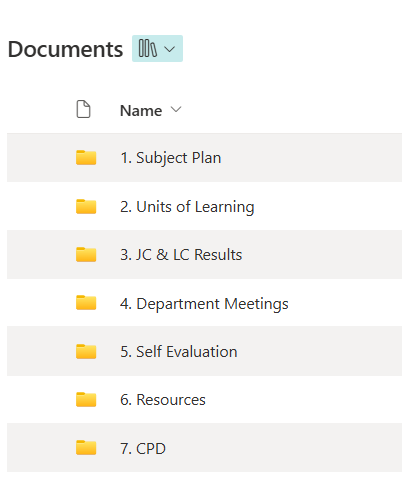 Documents
Name
1. Subject Plan
2. Units of Learning
3. JC & LC Results
4. Department Meetings
5. Self Evaluation
6. Resources
7. CPD